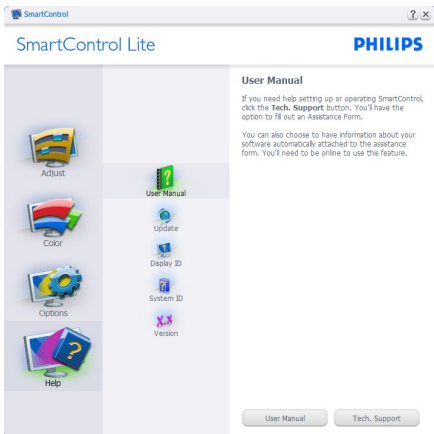 SmartControl
SmartControl Lite
PHILIPS
Adjust
Color
Options
Help
User Manual
Update
Display ID
System ID
X.X
Version
User Manual
If you need help setting up or operating SmartControl,
click the Tech. Support button. You'll have the
option to fill out an Assistance Form.
You can also choose to have information about your
software automatically attached to the assistance
form. You'll need to be online to use this feature.
User Manual
Tech. Support